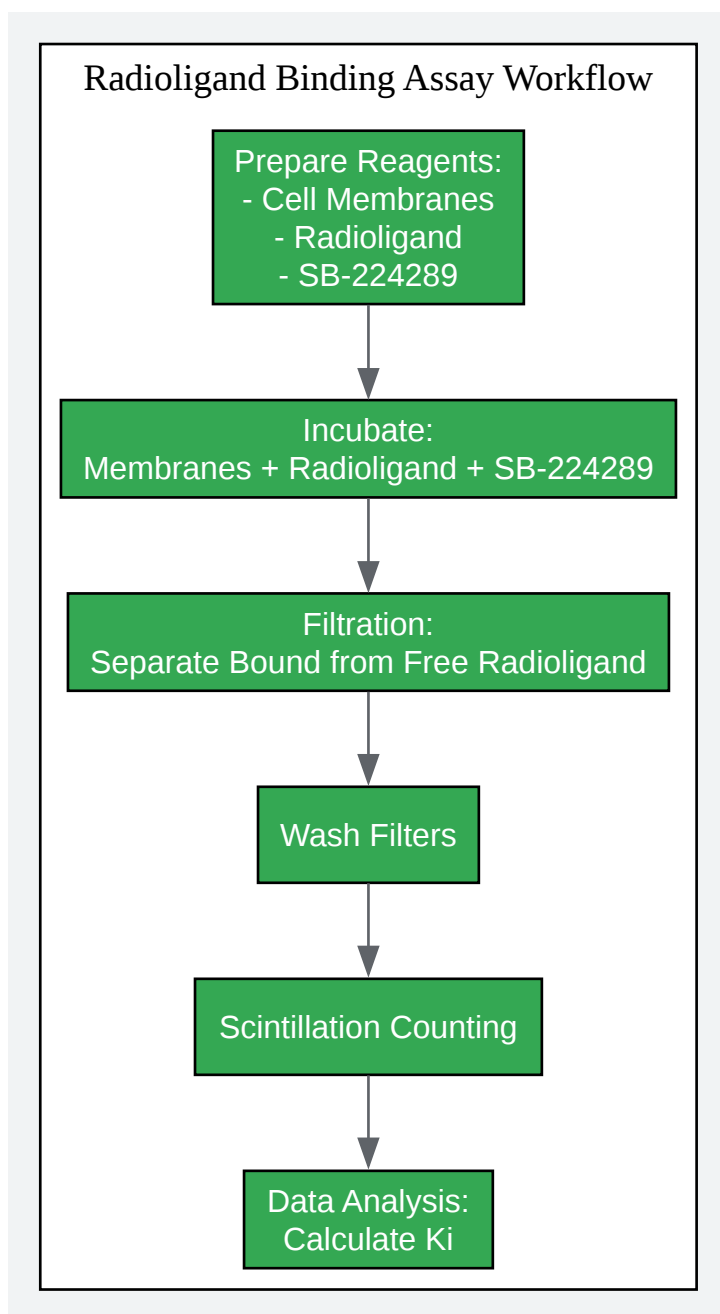 Radioligand Binding Assay Workflow
Prepare Reagents:
- Cell Membranes
- Radioligand
- SB-224289
Incubate:
Membranes + Radioligand + SB-224289
Filtration:
Separate Bound from Free Radioligand
Wash Filters
Scintillation Counting
Data Analysis:
Calculate Ki